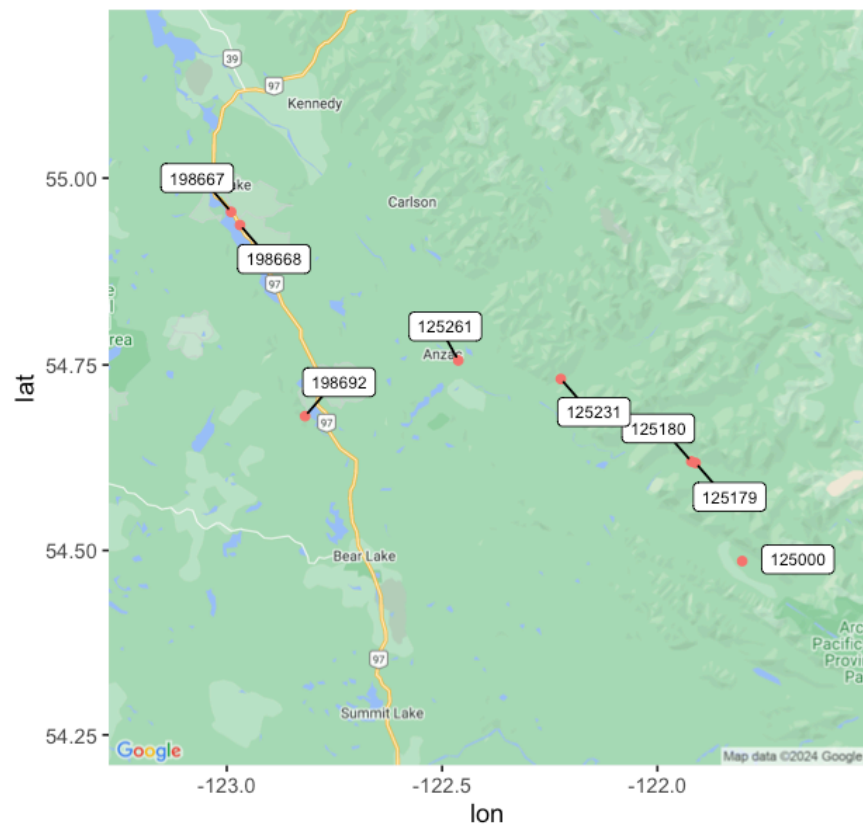 39
97
Kennedy
55.00
198667
ake
Carlson
198668
97
125261
54.75
Anzac
rea
198692
97
125231
125180
125179
54.50
Bear Lake
125000
Arc
Pacific
Provi
Pa
97
Summit Lake
54.25
lat
Google
Map data ©2024 Google
-123.0
-122.5
-122.0
lon